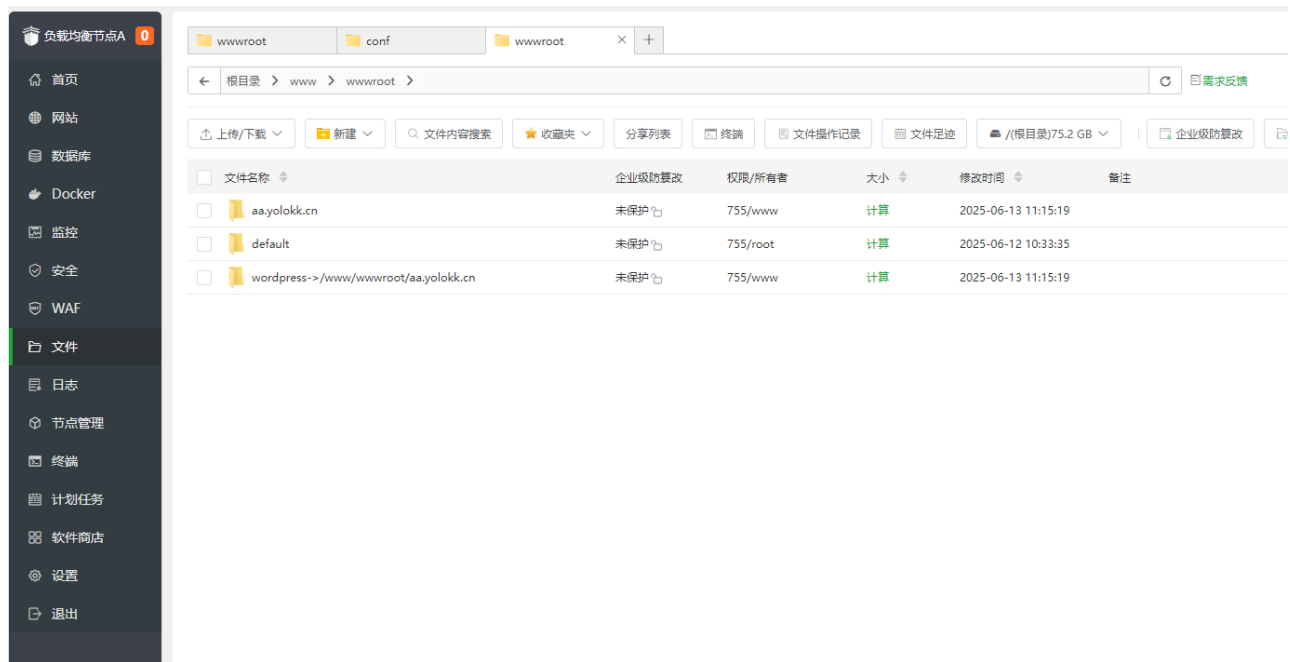 负载均衡节点A 0
首页
网站
数据库
Docker
监控
安全
WAF
文件
日志
节点管理
终端
计划任务
软件商店
设置
退出
wwwroot conf wwwroot × +
根目录 > www > wwwroot > 需求反馈
上传/下载 新建 文件内容搜索 收藏夹 分享列表 终端 文件操作记录 文件足迹 /(根目录)75.2 GB 企业级防篡改
文件名称 企业级防篡改 权限/所有者 大小 修改时间 备注
aa.yolokk.cn 未保护 755/www 计算 2025-06-13 11:15:19
default 未保护 755/root 计算 2025-06-12 10:33:35
wordpress->/www/wwwroot/aa.yolokk.cn 未保护 755/www 计算 2025-06-13 11:15:19